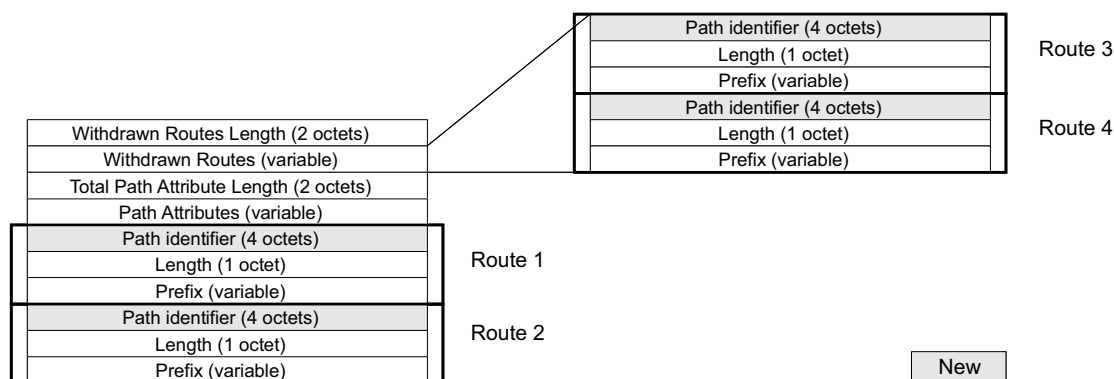 Path identifier (4 octets)
Length (1 octet)
Prefix (variable)
Route 3
Path identifier (4 octets)
Length (1 octet)
Prefix (variable)
Route 4
Withdrawn Routes Length (2 octets)
Withdrawn Routes (variable)
Total Path Attribute Length (2 octets)
Path Attributes (variable)
Path identifier (4 octets)
Length (1 octet)
Prefix (variable)
Route 1
Path identifier (4 octets)
Length (1 octet)
Prefix (variable)
Route 2
New